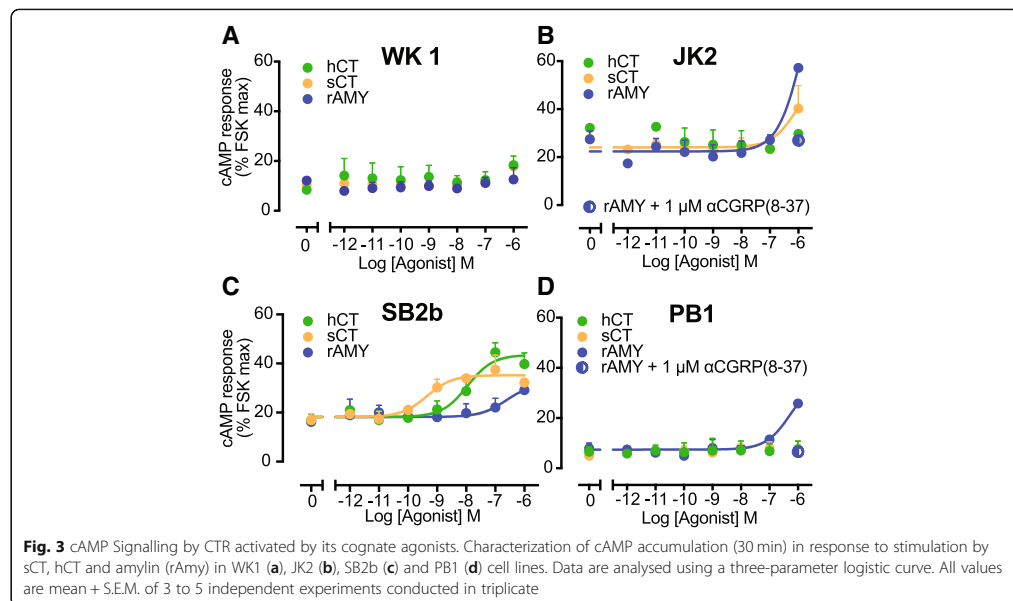 A
WK 1
60
40
20
0
cAMP response
(% FSK max)
hCT
sCT
rAMY
0 -12 -11 -10 -9 -8 -7 -6
Log [Agonist] M
B
JK2
60
40
20
0
hCT
sCT
rAMY
rAMY + 1 μM αCGRP(8-37)
0 -12 -11 -10 -9 -8 -7 -6
Log [Agonist] M
C
SB2b
60
40
20
0
cAMP response
(% FSK max)
hCT
sCT
rAMY
0 -12 -11 -10 -9 -8 -7 -6
Log [Agonist] M
D
PB1
60
40
20
0
hCT
sCT
rAMY
rAMY + 1 μM αCGRP(8-37)
0 -12 -11 -10 -9 -8 -7 -6
Log [Agonist] M
Fig. 3 cAMP Signalling by CTR activated by its cognate agonists. Characterization of cAMP accumulation (30 min) in response to stimulation by
sCT, hCT and amylin (rAmy) in WK1 (a), JK2 (b), SB2b (c) and PB1 (d) cell lines. Data are analysed using a three-parameter logistic curve. All values
are mean + S.E.M. of 3 to 5 independent experiments conducted in triplicate